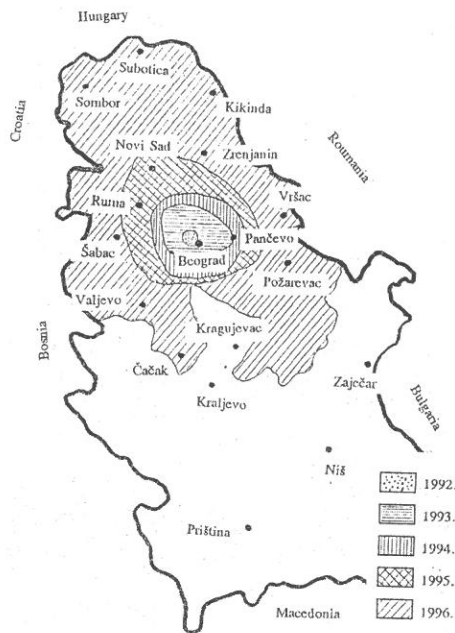 Hungary
Subotica
Sombor
Kikinda
Croatia
Novi Sad
Zrenjanin
Roumania
Ruma
Vršac
Šabac
Pančevo
Beograd
Požarevac
Valjevo
Bosnia
Kragujevac
Čačak
Zaječar
Kraljevo
Bulgaria
Niš
1992.
1993.
Priština
1994.
1995.
1996.
Macedonia